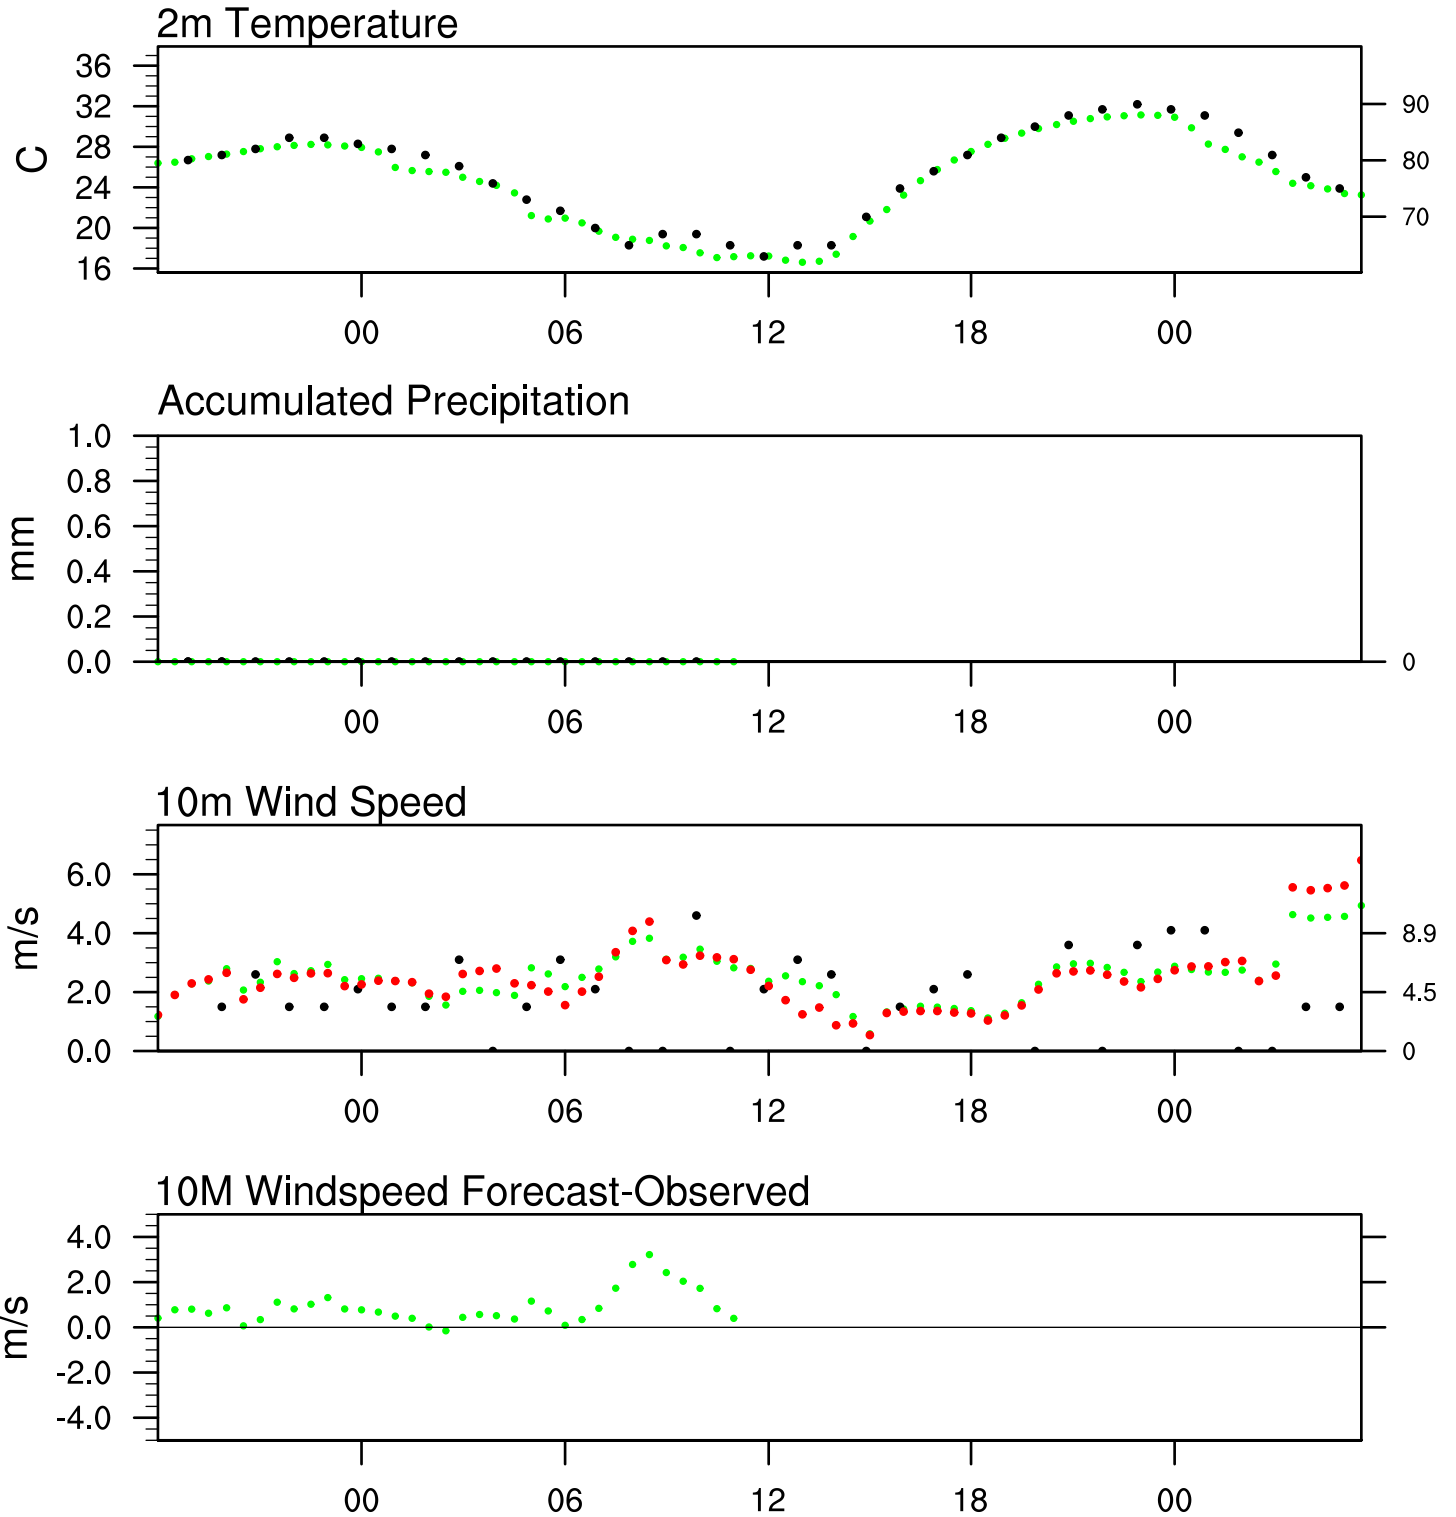 2m Temperature
36
32
28
24
20
16
C
90
80
70
00 06 12 18 00
Accumulated Precipitation
1.0
0.8
0.6
0.4
0.2
0.0
mm
0
00 06 12 18 00
10m Wind Speed
6.0
4.0
2.0
0.0
m/s
8.9
4.5
0
00 06 12 18 00
10M Windspeed Forecast-Observed
4.0
2.0
0.0
-2.0
-4.0
m/s
00 06 12 18 00